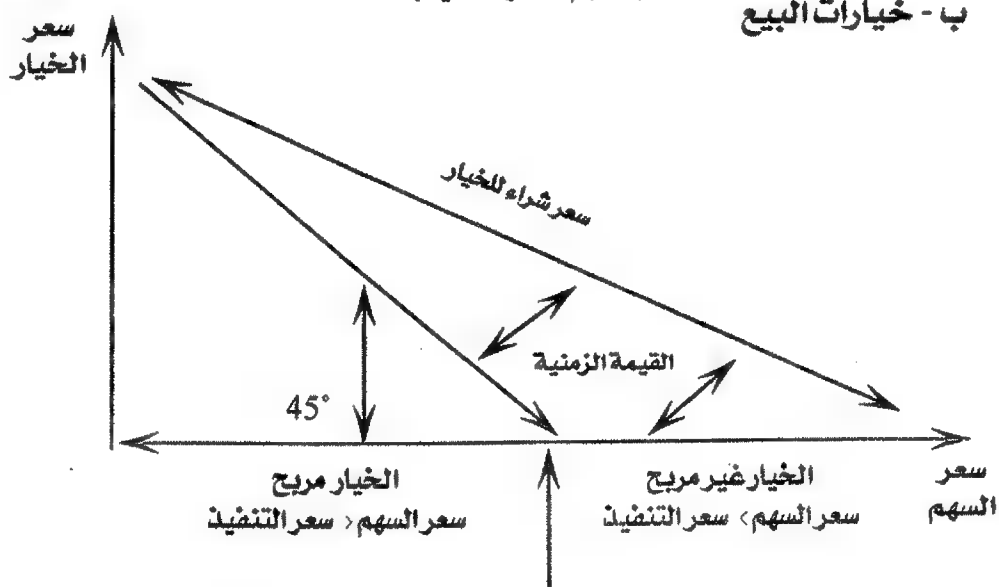 ب - خيارات البيع
سعر
الخيار
سعر شراء للخيار
القيمة الزمنية
45°
الخيار مربح
سعر السهم < سعر التنفيذ
الخيار غير مربح
سعر السهم > سعر التنفيذ
سعر
السهم